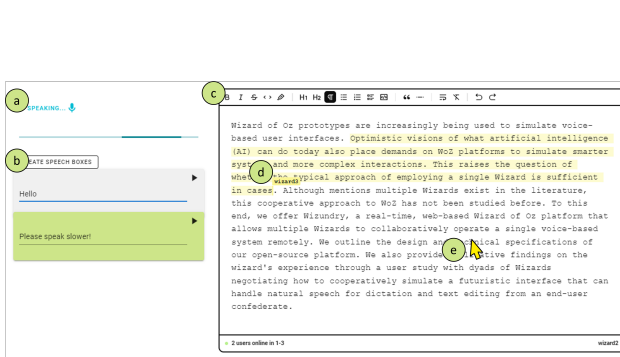 a
SPEAKING...
b
EATE SPEECH BOXES
Hello
Please speak slower!
c
B I S <> H1 H2 ¶ “
Wizard of Oz prototypes are increasingly being used to simulate voice-
based user interfaces. Optimistic visions of what artificial intelligence
(AI) can do today also place demands on WoZ platforms to simulate smarter
and more complex interactions. This raises the question of
d
typical approach of employing a single Wizard is sufficient
wizard3
in cases. Although mentions multiple Wizards exist in the literature,
this cooperative approach to WoZ has not been studied before. To this
end, we offer Wizundry, a real-time, web-based Wizard of Oz platform that
allows multiple Wizards to collaboratively operate a single voice-based
system remotely. We outline the design specifications of
e
our open-source platform. We also provide findings on the
wizard's experience through a user study with dyads of Wizards
negotiating how to cooperatively simulate a futuristic interface that can
handle natural speech for dictation and text editing from an end-user
confederate.
2 users online in 1-3 wizard2